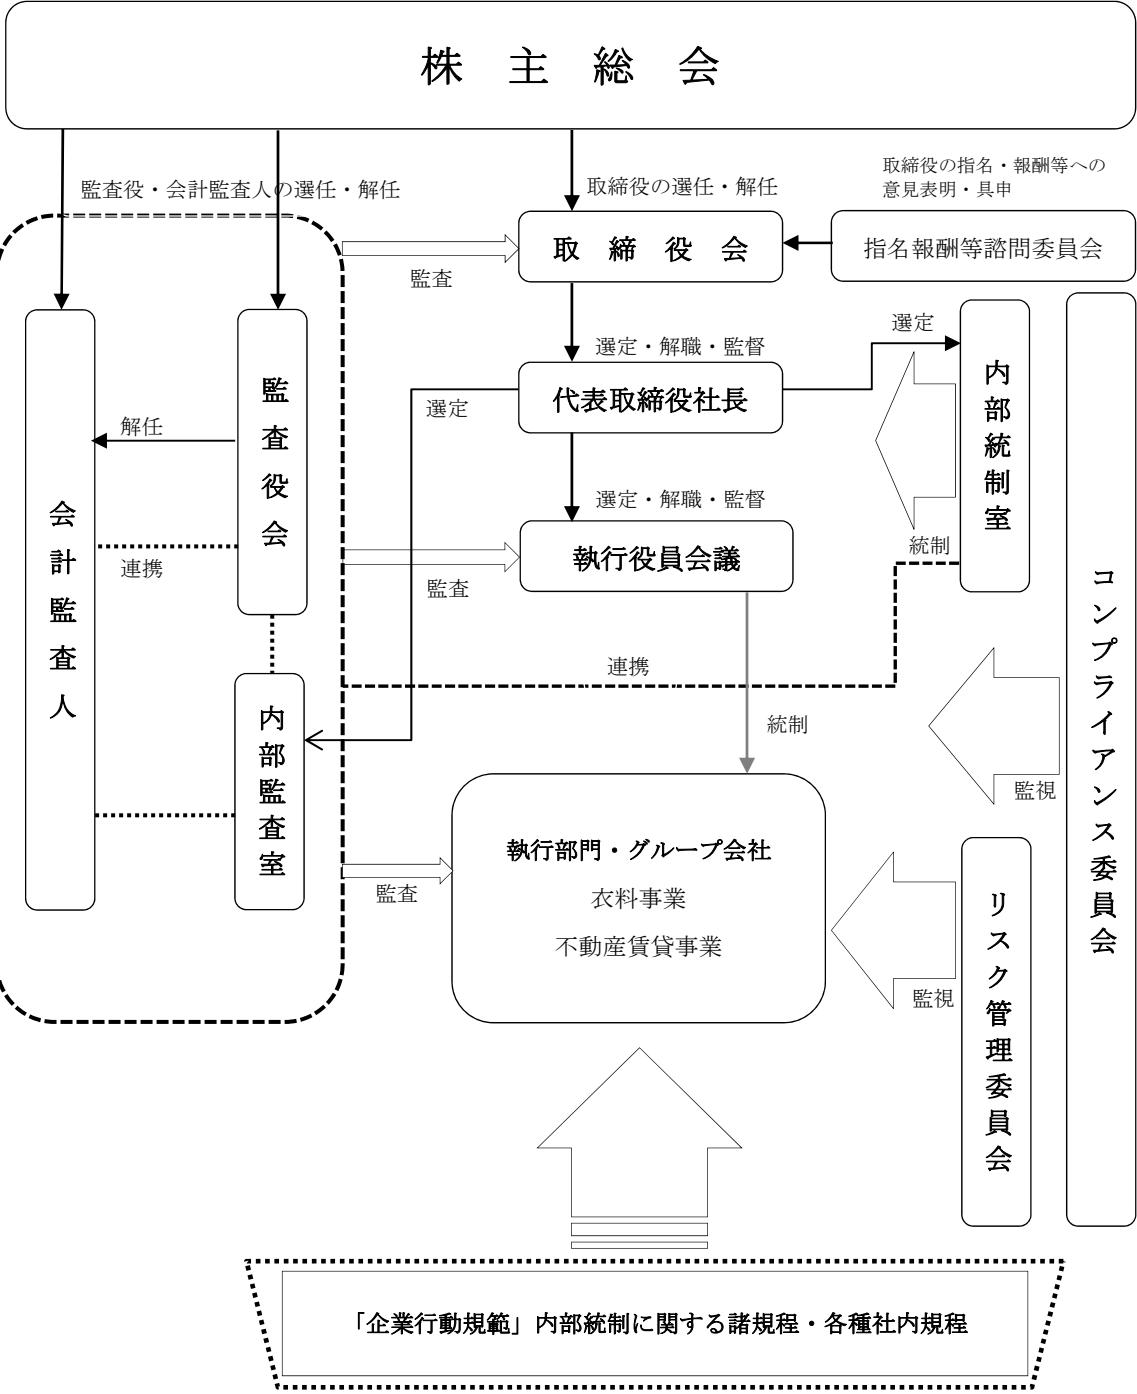 株主総会
監査役・会計監査人の選任・解任
取締役の選任・解任
取締役の指名・報酬等への
意見表明・具申
取締役会
指名報酬等諮問委員会
監査
選定・解職・監督
選定
代表取締役社長
選定
内部統制室
監査役会
解任
会計監査人
連携
選定・解職・監督
執行役員会議
監査
統制
連携
コンプライアンス委員会
内部監査室
統制
監視
執行部門・グループ会社
衣料事業
不動産賃貸事業
監査
リスク管理委員会
監視
「企業行動規範」内部統制に関する諸規程・各種社内規程